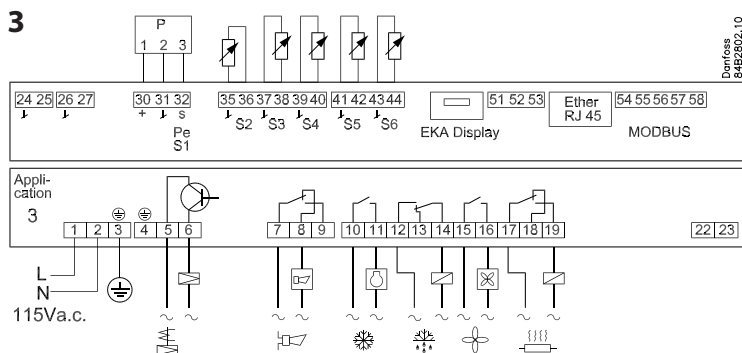 3
P
1 2 3
Danfoss
84B2802.10
24 25 26 27 30 31 32 35 36 37 38 39 40 41 42 43 44 51 52 53 54 55 56 57 58
+ s
S2 S3 S4 S5 S6
Pe
S1
EKA Display
Ether
RJ 45
MODBUS
Appli-
cation
3
1 2 3 4 5 6 7 8 9 10 11 12 13 14 15 16 17 18 19 22 23
L
N
115Va.c.